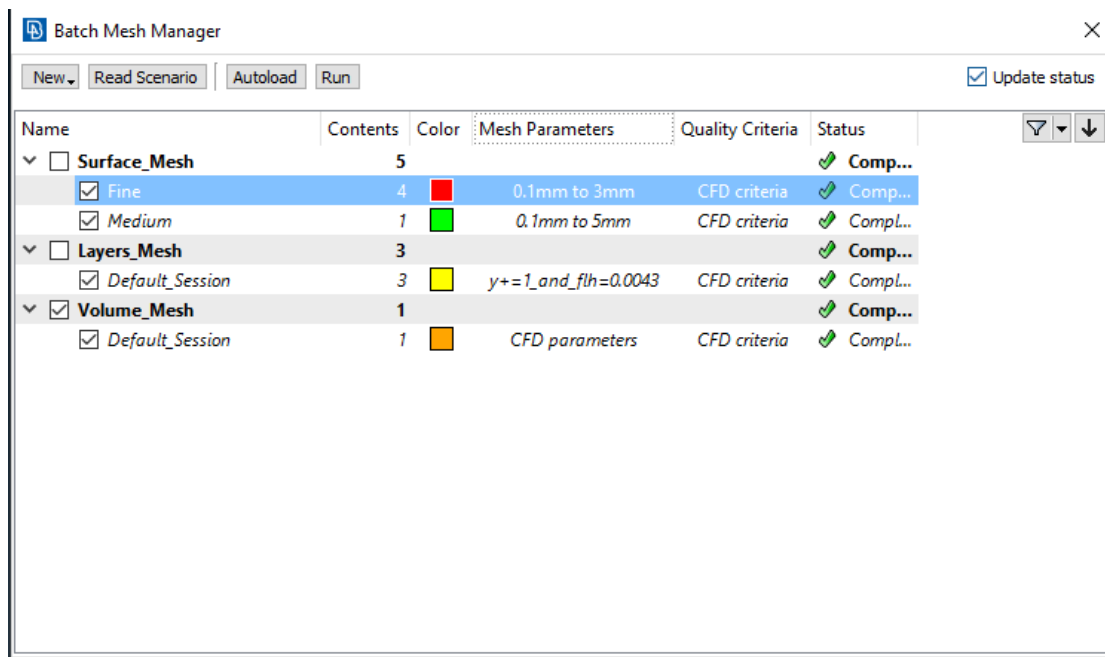 Batch Mesh Manager
New Read Scenario Autoload Run Update status
Name Contents Color Mesh Parameters Quality Criteria Status
Surface_Mesh 5 Comp...
Fine 4 0.1mm to 3mm CFD criteria Comp...
Medium 1 0.1mm to 5mm CFD criteria Compl...
Layers_Mesh 3 Comp...
Default_Session 3 y+=1_and_flh=0.0043 CFD criteria Compl...
Volume_Mesh 1 Comp...
Default_Session 1 CFD parameters CFD criteria Compl...